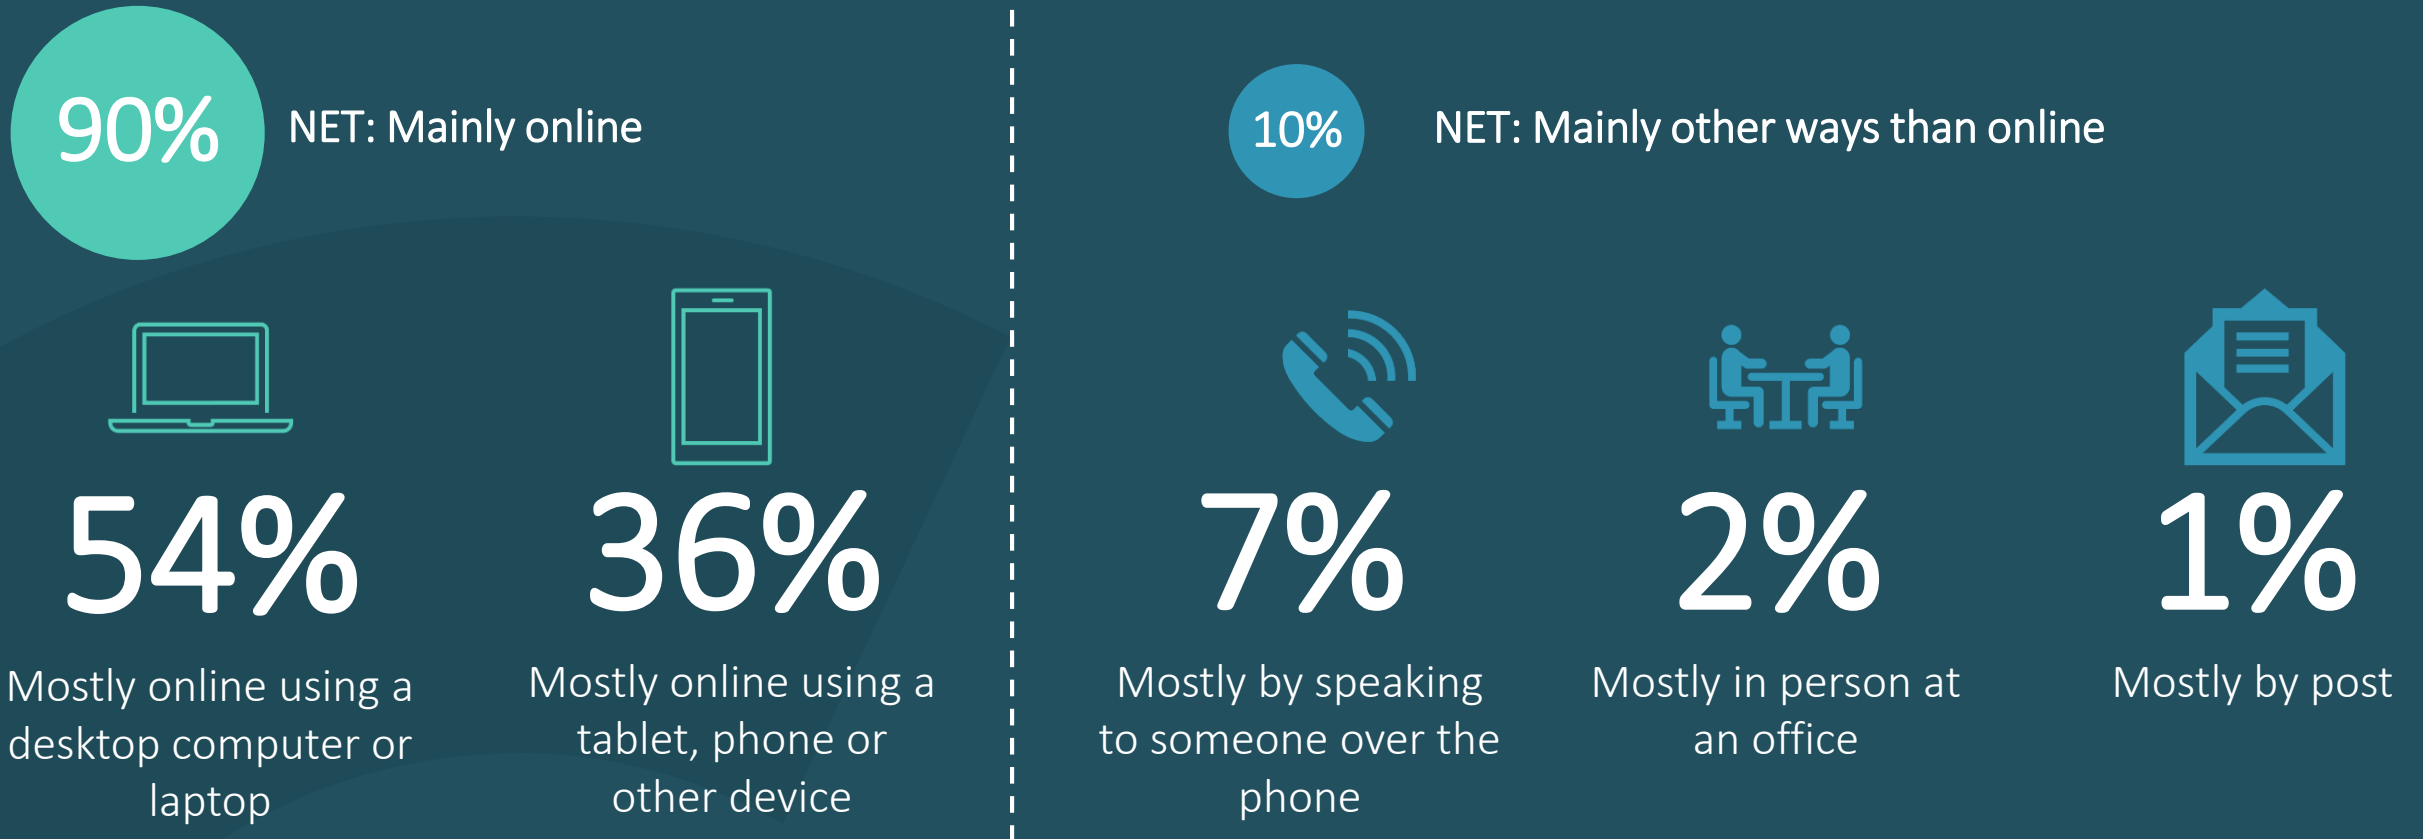 90%
NET: Mainly online
10%
NET: Mainly other ways than online
54%
Mostly online using a
desktop computer or
laptop
36%
Mostly online using a
tablet, phone or
other device
7%
Mostly by speaking
to someone over the
phone
2%
Mostly in person at
an office
1%
Mostly by post